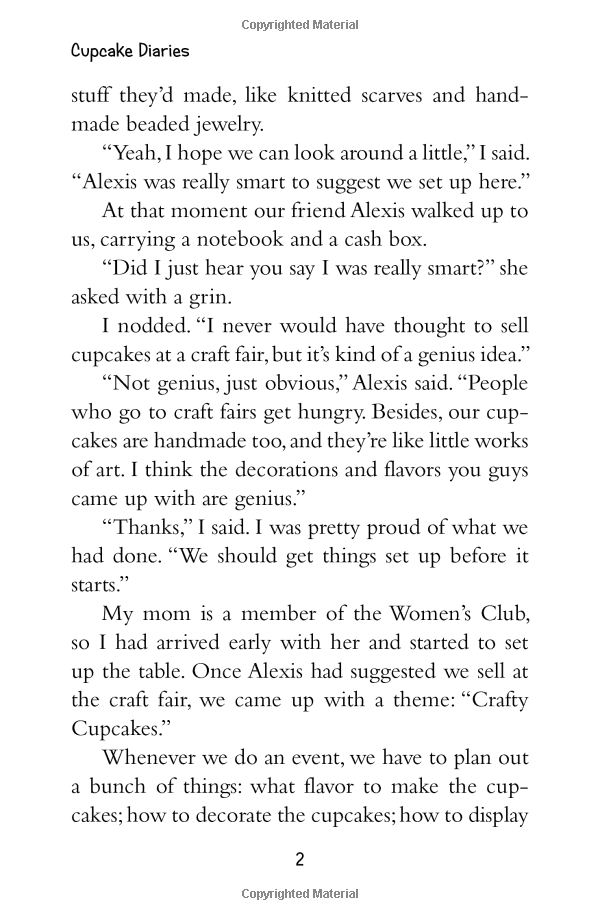 Copyrighted Material
Cupcake Diaries
stuff they’d made, like knitted scarves and hand-
made beaded jewelry.
“Yeah, I hope we can look around a little,” I said.
“Alexis was really smart to suggest we set up here.”
At that moment our friend Alexis walked up to
us, carrying a notebook and a cash box.
“Did I just hear you say I was really smart?” she
asked with a grin.
I nodded. “I never would have thought to sell
cupcakes at a craft fair, but it’s kind of a genius idea.”
“Not genius, just obvious,” Alexis said. “People
who go to craft fairs get hungry. Besides, our cup-
cakes are handmade too, and they’re like little works
of art. I think the decorations and flavors you guys
came up with are genius.”
“Thanks,” I said. I was pretty proud of what we
had done. “We should get things set up before it
starts.”
My mom is a member of the Women’s Club,
so I had arrived early with her and started to set
up the table. Once Alexis had suggested we sell at
the craft fair, we came up with a theme: “Crafty
Cupcakes.”
Whenever we do an event, we have to plan out
a bunch of things: what flavor to make the cup-
cakes; how to decorate the cupcakes; how to display
2
Copyrighted Material